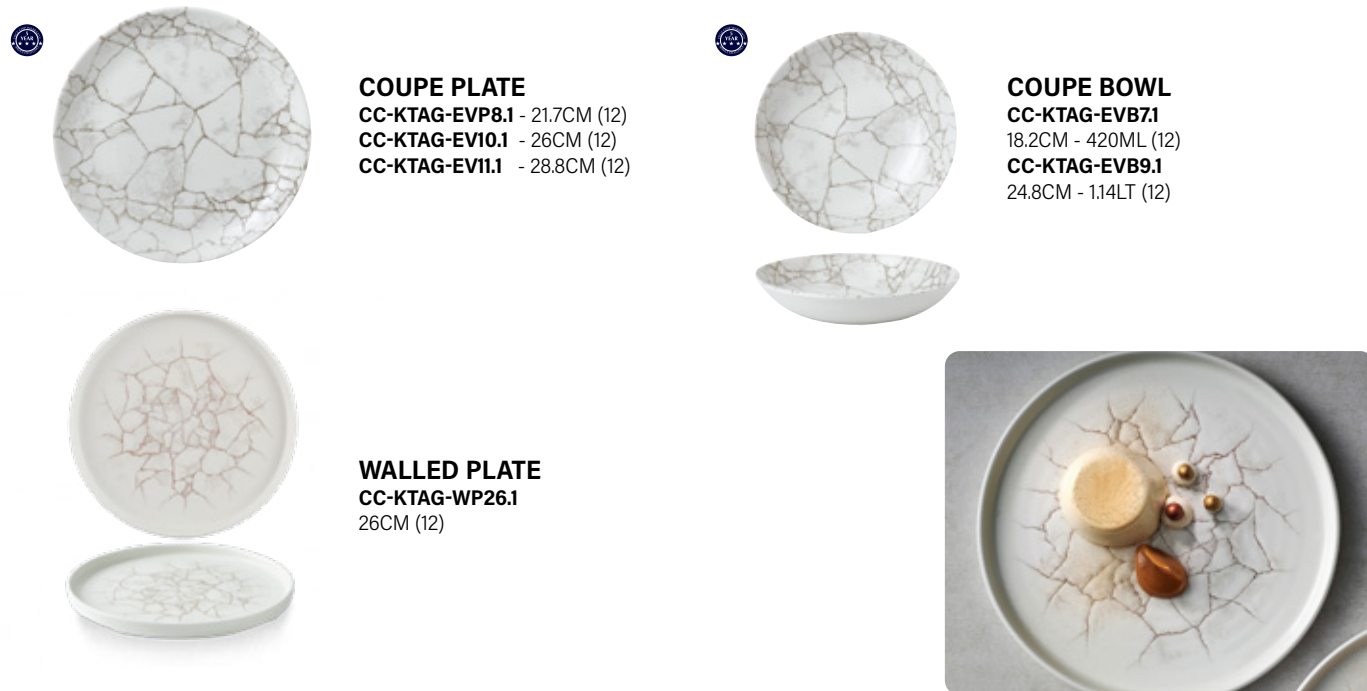 YEAR
COUPE PLATE
CC-KTAG-EVP8.1 - 21.7CM (12)
CC-KTAG-EV10.1 - 26CM (12)
CC-KTAG-EV11.1 - 28.8CM (12)
YEAR
COUPE BOWL
CC-KTAG-EVB7.1
18.2CM - 420ML (12)
CC-KTAG-EVB9.1
24.8CM - 1.14LT (12)
WALLED PLATE
CC-KTAG-WP26.1
26CM (12)